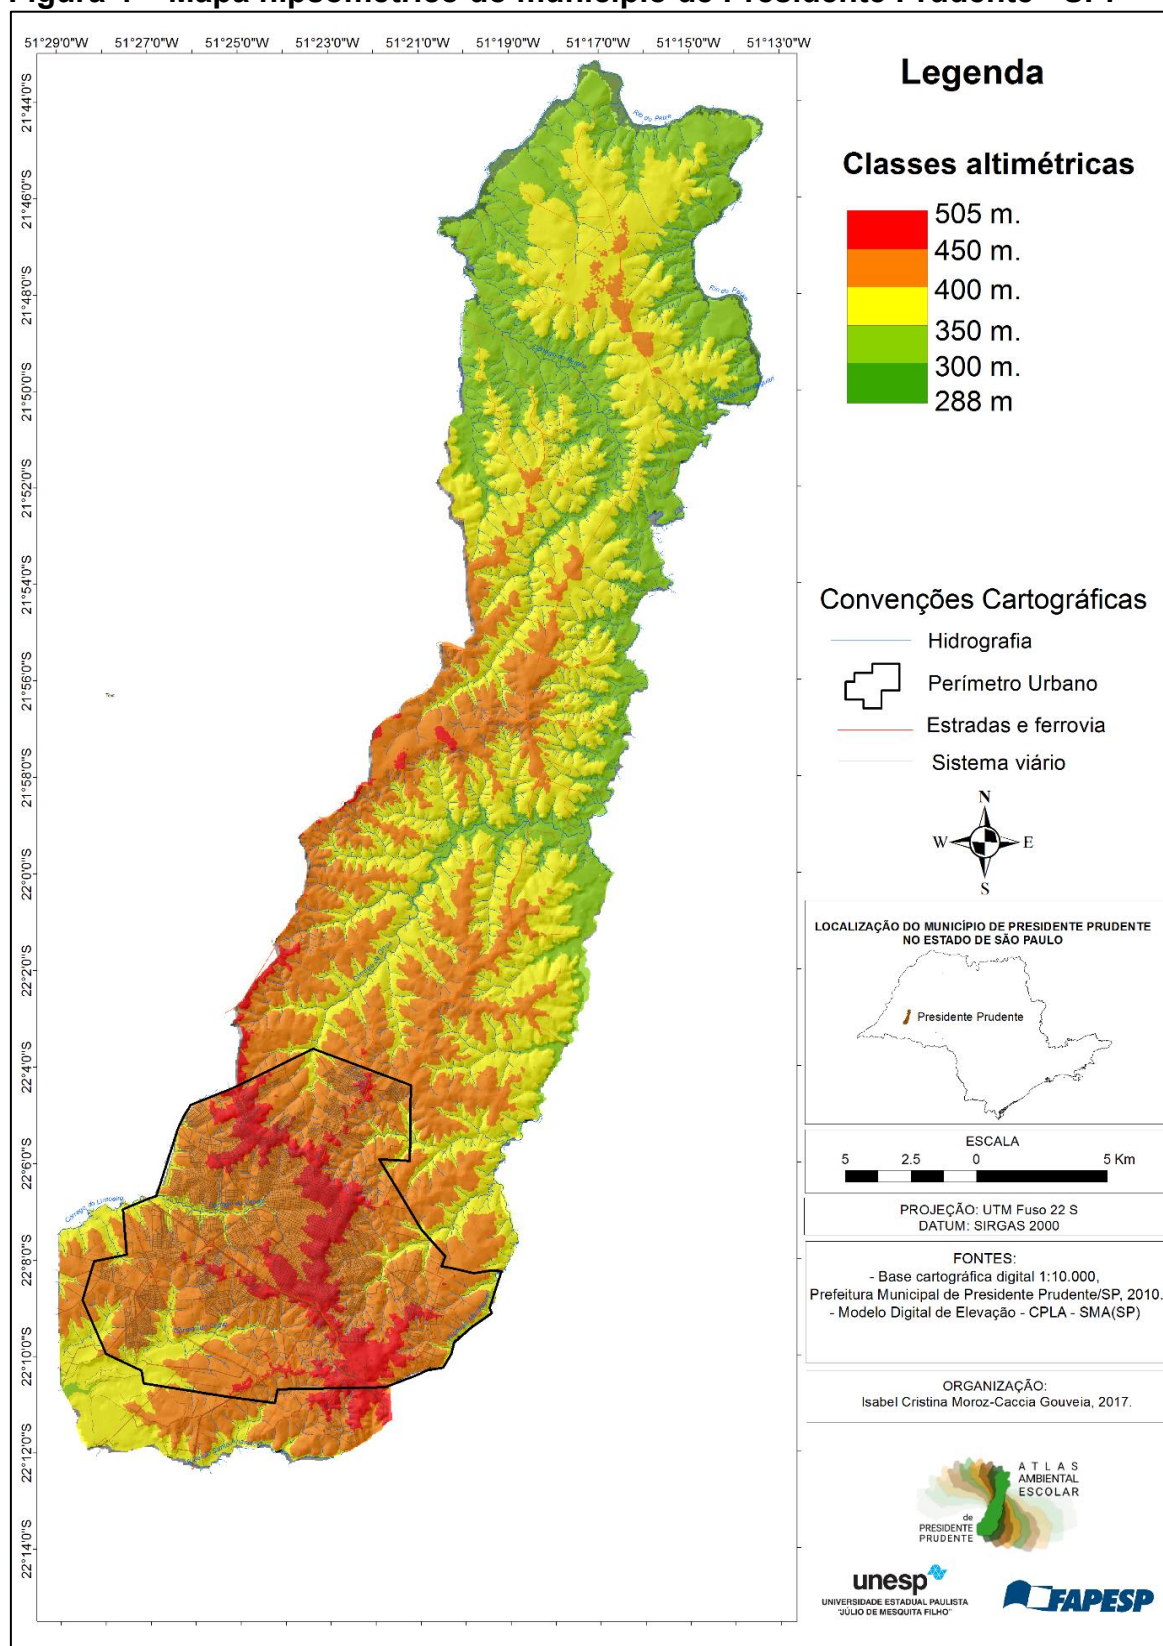 51°29'0"W 51°27'0"W 51°25'0"W 51°23'0"W 51°21'0"W 51°19'0"W 51°17'0"W 51°15'0"W 51°13'0"W
21°44'0"S
21°46'0"S
21°48'0"S
21°50'0"S
21°52'0"S
21°54'0"S
21°56'0"S
21°58'0"S
22°0'0"S
22°2'0"S
22°4'0"S
22°6'0"S
22°8'0"S
22°10'0"S
22°12'0"S
22°14'0"S
Rio do Peixe
Rio do Peixe
Legenda
Classes altimétricas
505 m.
450 m.
400 m.
350 m.
300 m.
288 m
Convenções Cartográficas
Hidrografia
Perímetro Urbano
Estradas e ferrovia
Sistema viário
N
W E
S
LOCALIZAÇÃO DO MUNICÍPIO DE PRESIDENTE PRUDENTE
NO ESTADO DE SÃO PAULO
Presidente Prudente
ESCALA
5 2.5 0 5 Km
PROJEÇÃO: UTM Fuso 22 S
DATUM: SIRGAS 2000
FONTES:
- Base cartográfica digital 1:10.000,
Prefeitura Municipal de Presidente Prudente/SP, 2010.
- Modelo Digital de Elevação - CPLA - SMA(SP)
ORGANIZAÇÃO:
Isabel Cristina Moroz-Caccia Gouveia, 2017.
ATLAS
AMBIENTAL
ESCOLAR
de
PRESIDENTE
PRUDENTE
unesp
UNIVERSIDADE ESTADUAL PAULISTA
"JÚLIO DE MESQUITA FILHO"
FAPESP